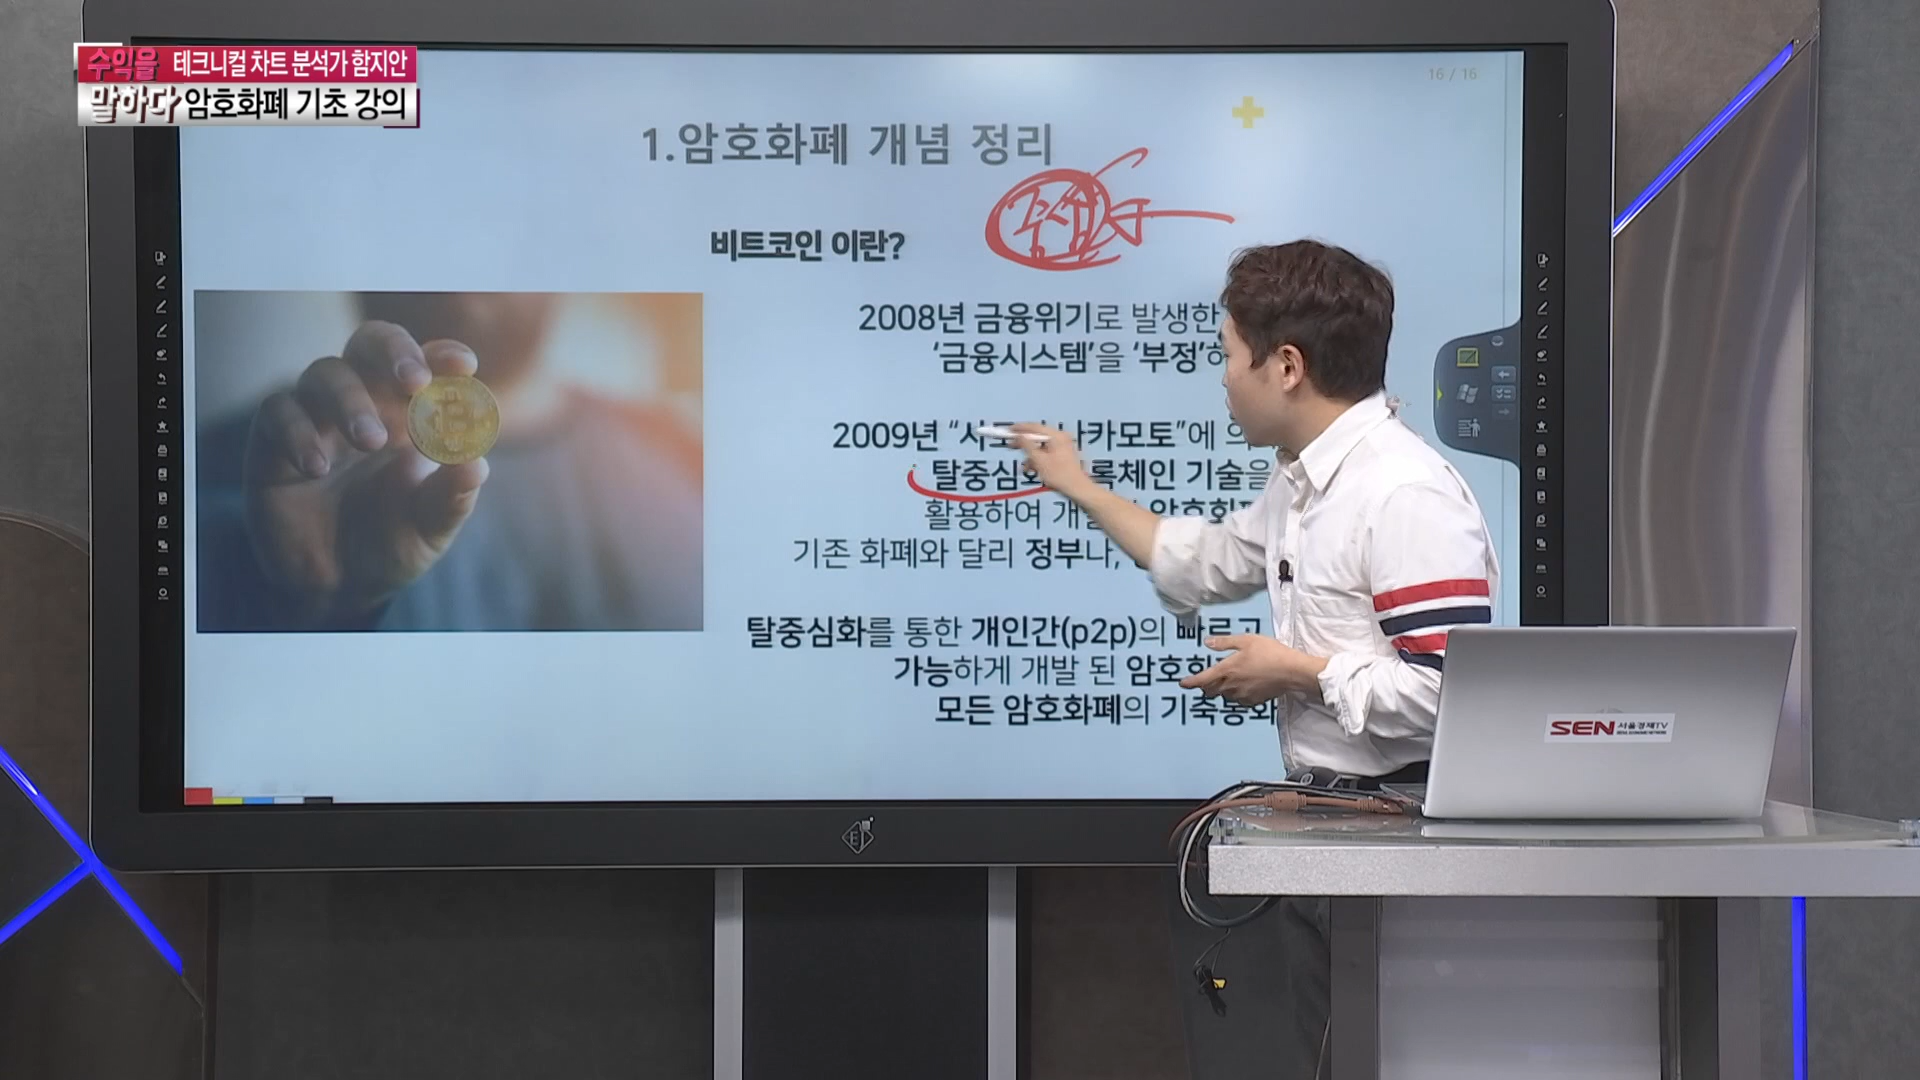 수익을 테크니컬 차트 분석가 함지안
말하다 암호화폐 기초 강의
16 / 16
1.암호화폐 개념 정리
중심
비트코인 이란?
2008년 금융위기로 발생한
‘금융시스템’을 ‘부정’하
2009년 “사토 나카모토”에
탈중심화 록체인 기술을
활용하여 암호화
기존 화폐와 달리 정부나,
탈중심화를 통한 개인간(p2p)의 빠르고
가능하게 개발 된 암호화
모든 암호화폐의 기축통화
SEN 서울경제TV